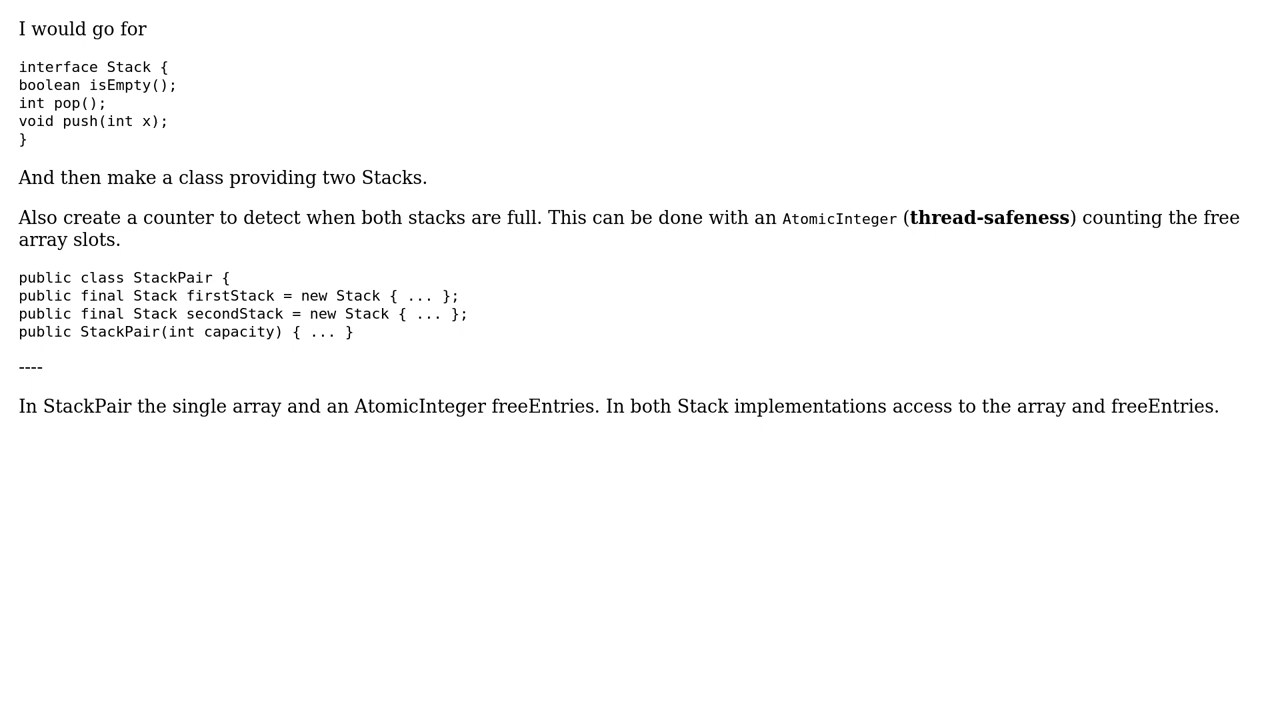 I would go for
interface Stack {
boolean isEmpty();
int pop();
void push(int x);
}
And then make a class providing two Stacks.
Also create a counter to detect when both stacks are full. This can be done with an AtomicInteger (thread-safeness) counting the free
array slots.
public class StackPair {
public final Stack firstStack = new Stack { ... };
public final Stack secondStack = new Stack { ... };
public StackPair(int capacity) { ... }
----
In StackPair the single array and an AtomicInteger freeEntries. In both Stack implementations access to the array and freeEntries.